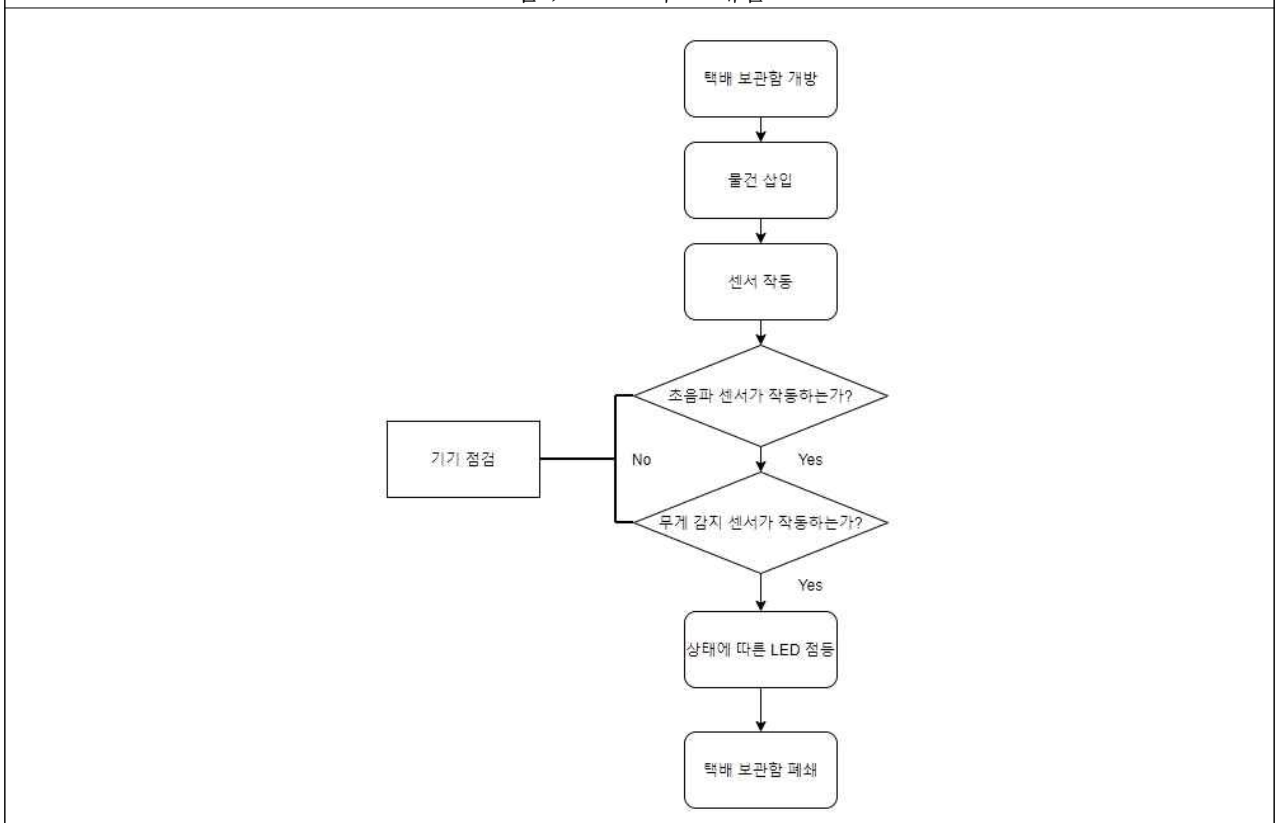 택배 보관함 개방
물건 삽입
센서 작동
초음파 센서가 작동하는가?
기기 점검
No
Yes
무게 감지 센서가 작동하는가?
Yes
상태에 따른 LED 점등
택배 보관함 폐쇄